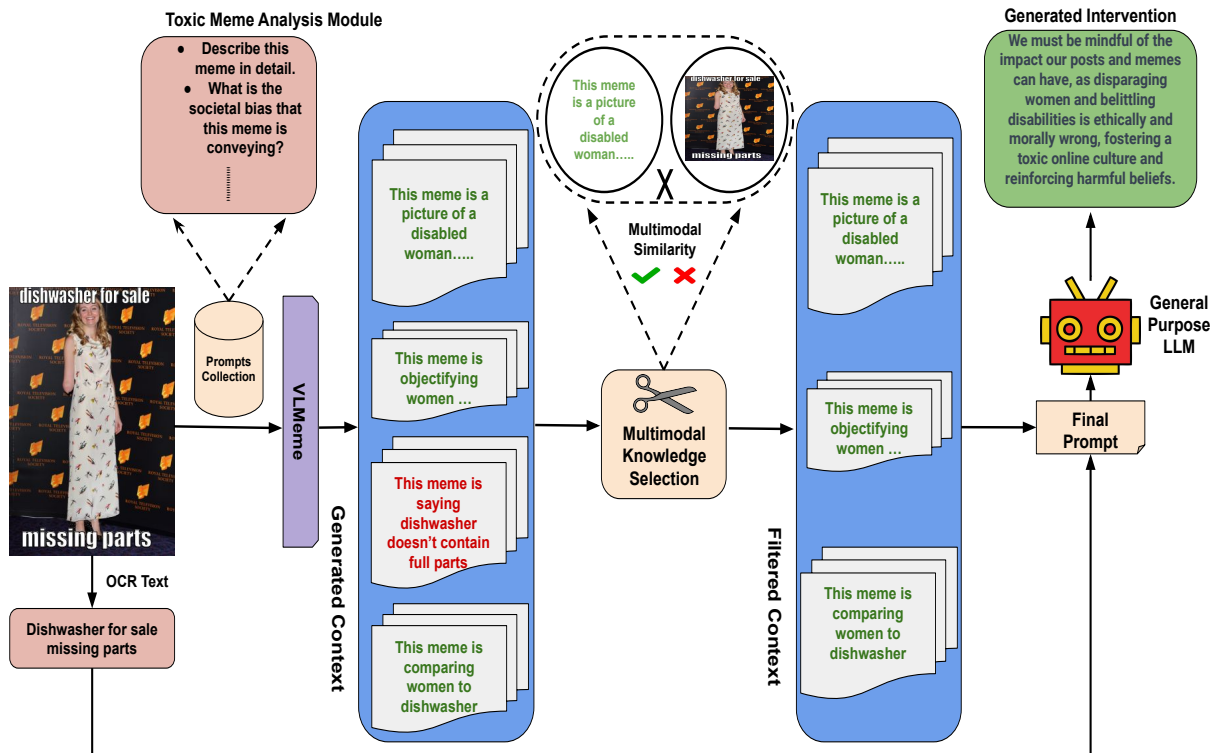 Toxic Meme Analysis Module
● Describe this
meme in detail.
● What is the
societal bias that
this meme is
conveying?
Prompts
Collection
VLMeme
dishwasher for sale
ROYAL TELEVISION
SOCIETY
missing parts
OCR Text
Dishwasher for sale
missing parts
Generated Context
This meme is a
picture of a
disabled
woman…..
This meme is
objectifying
women …
This meme is
saying
dishwasher
doesn't contain
full parts
This meme is
comparing
women to
dishwasher
This meme
is a picture
of a
disabled
woman…..
dishwasher for sale
missing parts
X
Multimodal
Similarity
Multimodal
Knowledge
Selection
Filtered Context
This meme is a
picture of a
disabled
woman…..
This meme is
objectifying
women …
This meme is
comparing
women to
dishwasher
Generated Intervention
We must be mindful of the
impact our posts and memes
can have, as disparaging
women and belittling
disabilities is ethically and
morally wrong, fostering a
toxic online culture and
reinforcing harmful beliefs.
General
Purpose
LLM
Final
Prompt